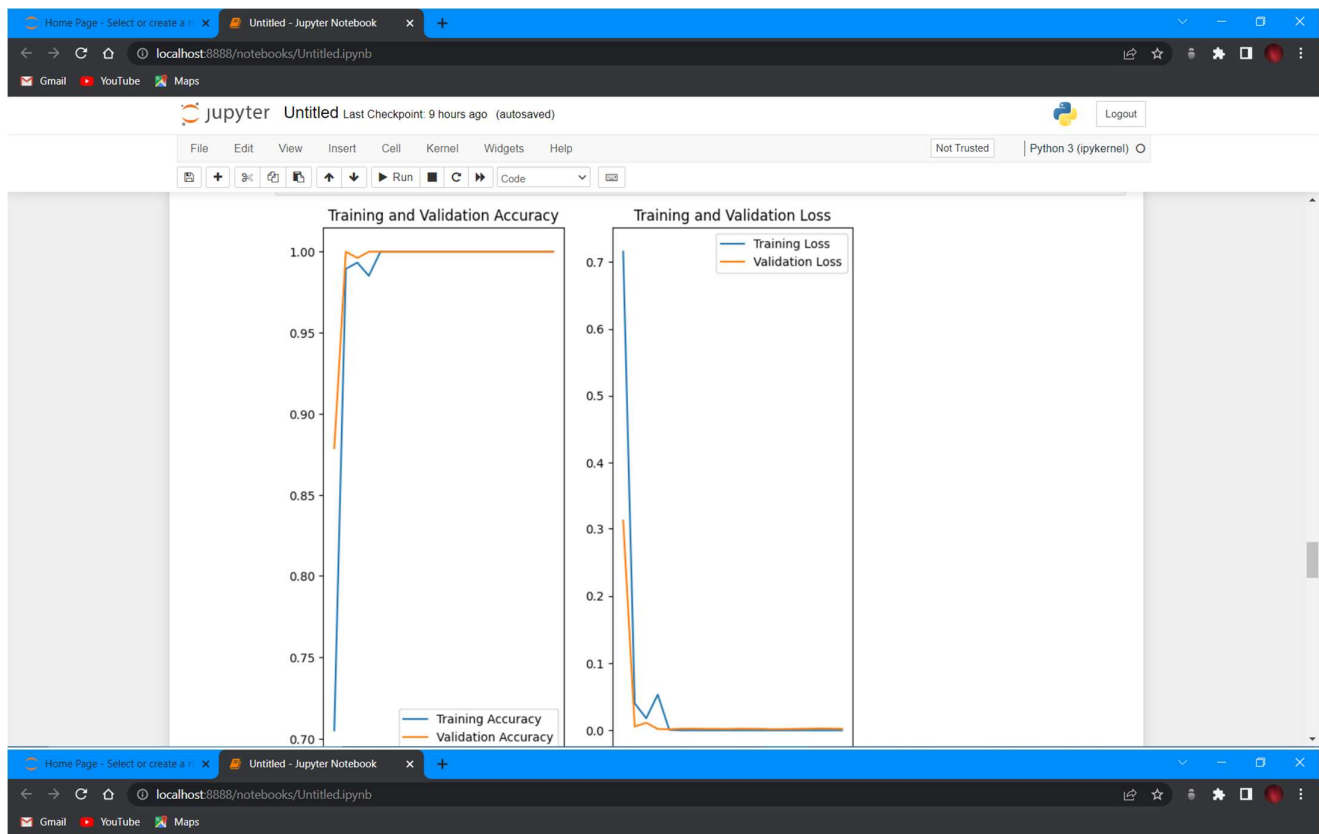 Home Page - Select or create a n
Untitled - Jupyter Notebook
localhost:8888/notebooks/Untitled.ipynb
Gmail YouTube Maps
jupyter Untitled Last Checkpoint: 9 hours ago (autosaved)
Logout
File Edit View Insert Cell Kernel Widgets Help
Not Trusted
Python 3 (ipykernel)
Run
Code
Training and Validation Accuracy
1.00
0.95
0.90
0.85
0.80
0.75
0.70
Training Accuracy
Validation Accuracy
Training and Validation Loss
Training Loss
Validation Loss
0.7
0.6
0.5
0.4
0.3
0.2
0.1
0.0
Home Page - Select or create a n
Untitled - Jupyter Notebook
localhost:8888/notebooks/Untitled.ipynb
Gmail YouTube Maps